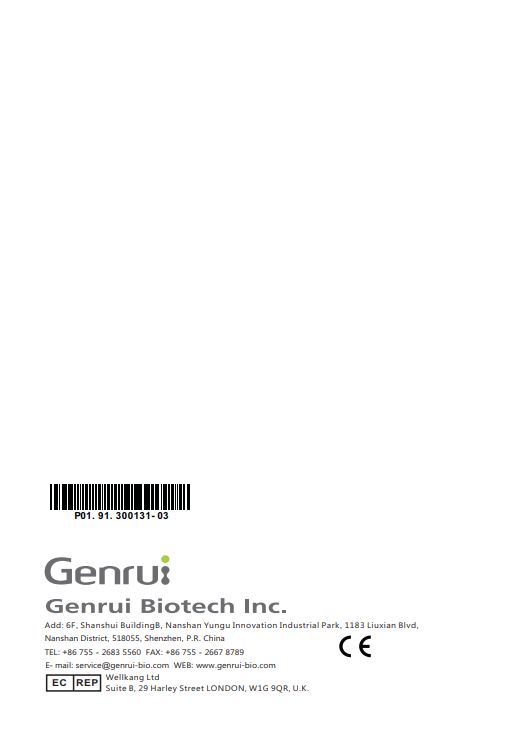 P01. 91. 300131- 03
Genrui
Genrui Biotech Inc.
Add: 6F, Shanshui BuildingB, Nanshan Yungu Innovation Industrial Park, 1183 Liuxian Blvd,
Nanshan District, 518055, Shenzhen, P.R. China
TEL: +86 755 - 2683 5560 FAX: +86 755 - 2667 8789
CE
E- mail: service@genrui-bio.com WEB: www.genrui-bio.com
EC REP
Wellkang Ltd
Suite B, 29 Harley Street LONDON, W1G 9QR, U.K.